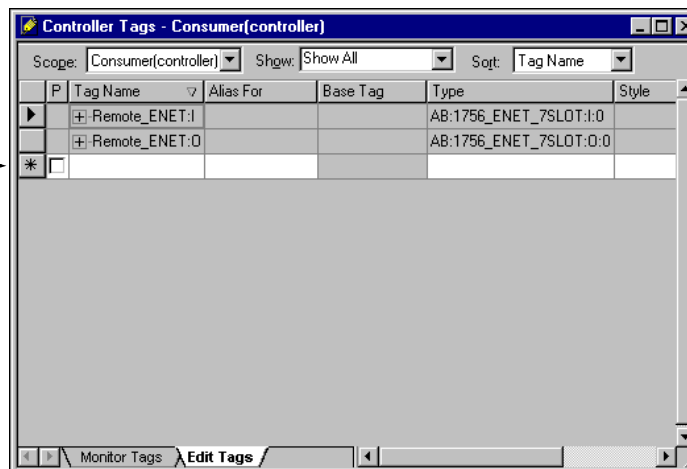 Controller Tags - Consumer(controller)
Scope: Consumer(controller) Show: Show All Sort: Tag Name
P Tag Name Alias For Base Tag Type Style
Remote_ENET:I AB:1756_ENET_7SLOT:I:0
Remote_ENET:O AB:1756_ENET_7SLOT:O:0
Monitor Tags Edit Tags